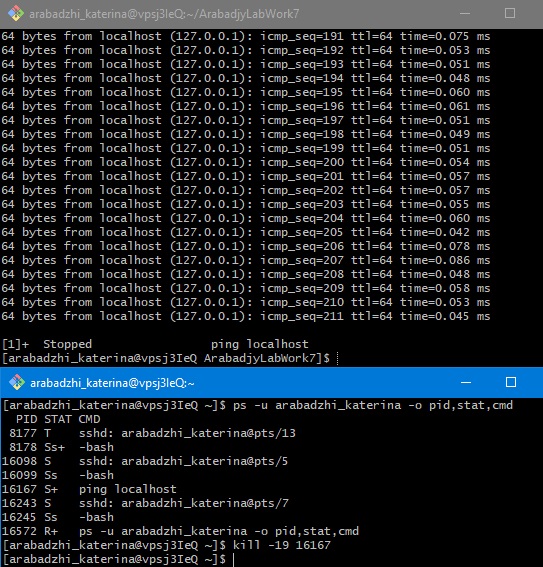 arabadzhi_katerina@vpsj3IeQ:~/ArabadjyLabWork7
64 bytes from localhost (127.0.0.1): icmp_seq=191 ttl=64 time=0.075 ms
64 bytes from localhost (127.0.0.1): icmp_seq=192 ttl=64 time=0.053 ms
64 bytes from localhost (127.0.0.1): icmp_seq=193 ttl=64 time=0.051 ms
64 bytes from localhost (127.0.0.1): icmp_seq=194 ttl=64 time=0.048 ms
64 bytes from localhost (127.0.0.1): icmp_seq=195 ttl=64 time=0.060 ms
64 bytes from localhost (127.0.0.1): icmp_seq=196 ttl=64 time=0.061 ms
64 bytes from localhost (127.0.0.1): icmp_seq=197 ttl=64 time=0.051 ms
64 bytes from localhost (127.0.0.1): icmp_seq=198 ttl=64 time=0.049 ms
64 bytes from localhost (127.0.0.1): icmp_seq=199 ttl=64 time=0.051 ms
64 bytes from localhost (127.0.0.1): icmp_seq=200 ttl=64 time=0.054 ms
64 bytes from localhost (127.0.0.1): icmp_seq=201 ttl=64 time=0.057 ms
64 bytes from localhost (127.0.0.1): icmp_seq=202 ttl=64 time=0.057 ms
64 bytes from localhost (127.0.0.1): icmp_seq=203 ttl=64 time=0.055 ms
64 bytes from localhost (127.0.0.1): icmp_seq=204 ttl=64 time=0.060 ms
64 bytes from localhost (127.0.0.1): icmp_seq=205 ttl=64 time=0.042 ms
64 bytes from localhost (127.0.0.1): icmp_seq=206 ttl=64 time=0.078 ms
64 bytes from localhost (127.0.0.1): icmp_seq=207 ttl=64 time=0.086 ms
64 bytes from localhost (127.0.0.1): icmp_seq=208 ttl=64 time=0.048 ms
64 bytes from localhost (127.0.0.1): icmp_seq=209 ttl=64 time=0.058 ms
64 bytes from localhost (127.0.0.1): icmp_seq=210 ttl=64 time=0.053 ms
64 bytes from localhost (127.0.0.1): icmp_seq=211 ttl=64 time=0.045 ms
[1]+  Stopped                 ping localhost
[arabadzhi_katerina@vpsj3IeQ ArabadjyLabWork7]$
arabadzhi_katerina@vpsj3IeQ:~
[arabadzhi_katerina@vpsj3IeQ ~]$ ps -u arabadzhi_katerina -o pid,stat,cmd
  PID STAT CMD
 8177 T    sshd: arabadzhi_katerina@pts/13
 8178 Ss+  -bash
16098 S    sshd: arabadzhi_katerina@pts/5
16099 Ss   -bash
16167 S+   ping localhost
16243 S    sshd: arabadzhi_katerina@pts/7
16245 Ss   -bash
16572 R+   ps -u arabadzhi_katerina -o pid,stat,cmd
[arabadzhi_katerina@vpsj3IeQ ~]$ kill -19 16167
[arabadzhi_katerina@vpsj3IeQ ~]$